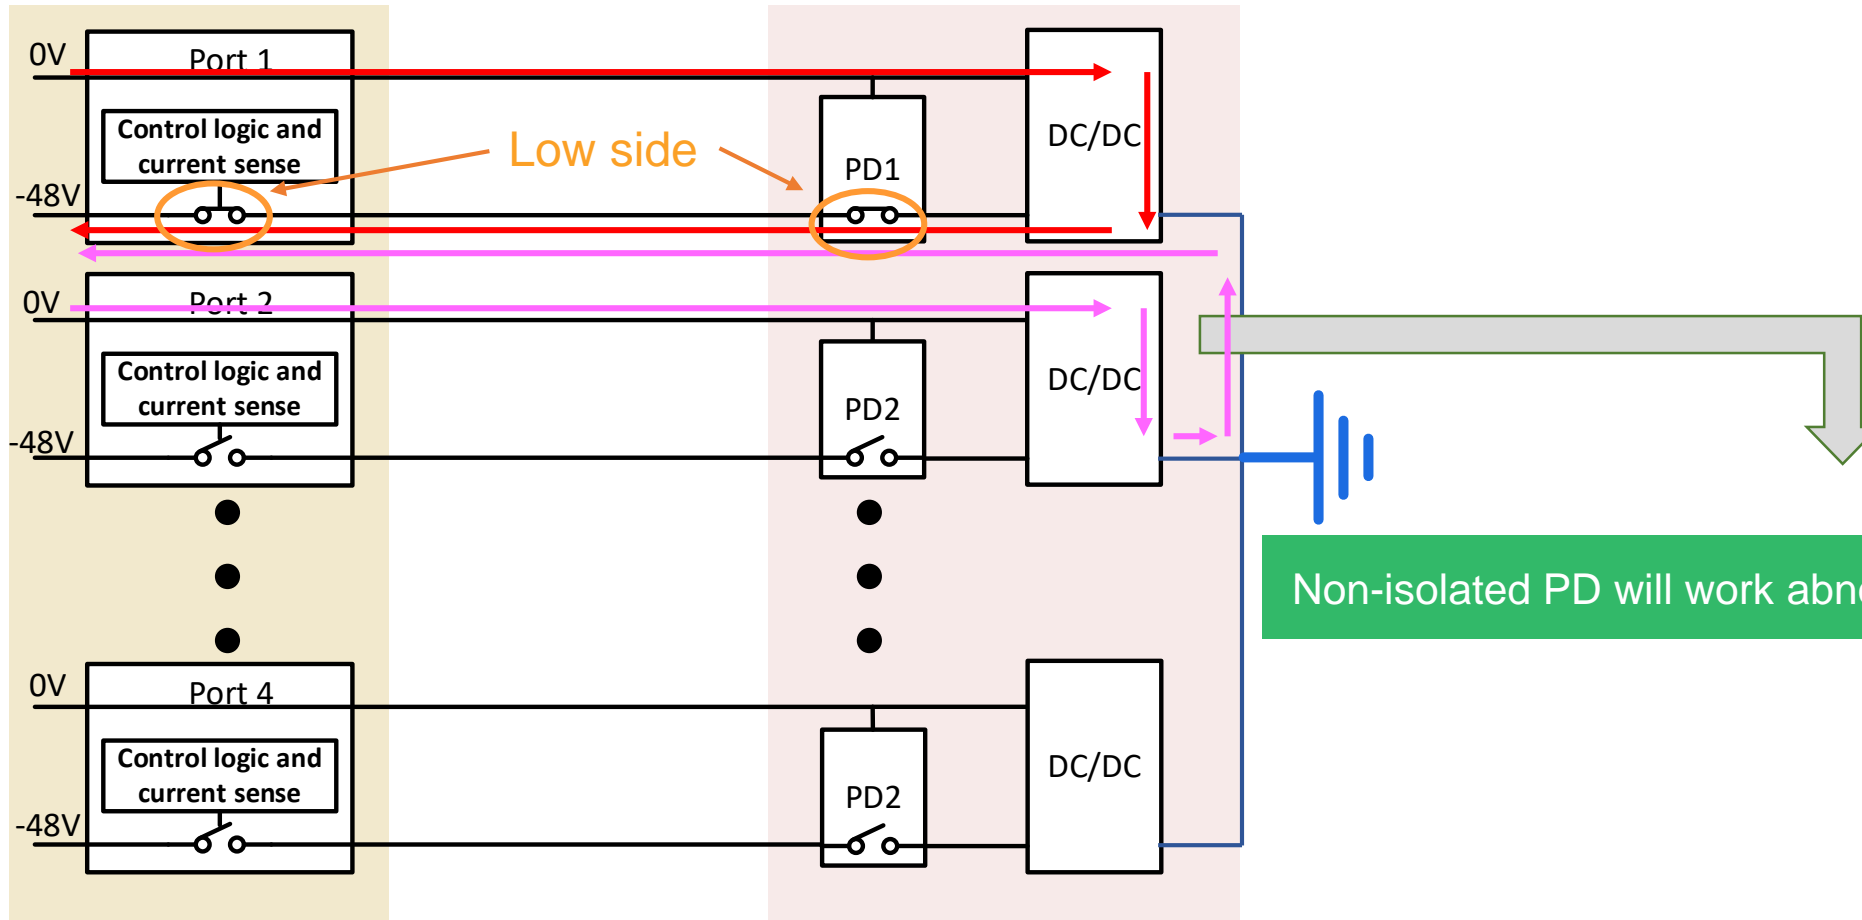 0V
Port 1
Control logic and
current sense
-48V
Low side
PD1
DC/DC
0V
Port 2
Control logic and
current sense
-48V
PD2
DC/DC
Non-isolated PD will work
0V
Port 4
Control logic and
current sense
-48V
PD2
DC/DC